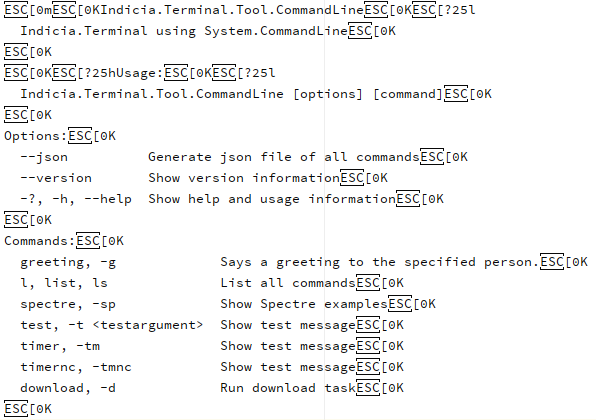 ESC[0mESC[0KIndicia.Terminal.Tool.CommandLineESC[0KESC[?25l
  Indicia.Terminal using System.CommandLineESC[0K
ESC[0K
ESC[0KESC[?25hUsage:ESC[0KESC[?25l
  Indicia.Terminal.Tool.CommandLine [options] [command]ESC[0K
ESC[0K
Options:ESC[0K
  --json          Generate json file of all commandsESC[0K
  --version       Show version informationESC[0K
  -?, -h, --help  Show help and usage informationESC[0K
ESC[0K
Commands:ESC[0K
  greeting, -g             Says a greeting to the specified person.ESC[0K
  l, list, ls              List all commandsESC[0K
  spectre, -sp             Show Spectre examplesESC[0K
  test, -t <testargument>  Show test messageESC[0K
  timer, -tm               Show test messageESC[0K
  timernc, -tmnc           Show test messageESC[0K
  download, -d             Run download taskESC[0K
ESC[0K